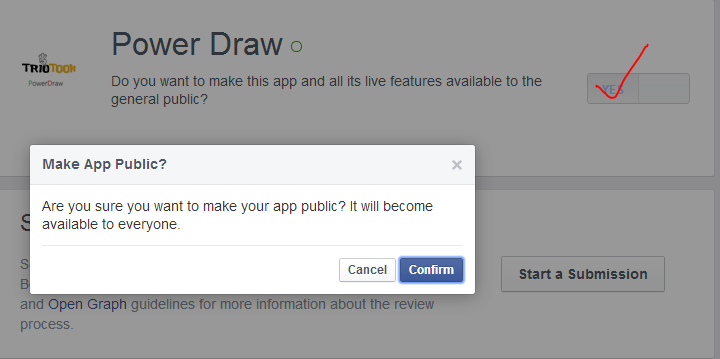 Power Draw
TRIOTOON
PowerDraw
Do you want to make this app and all its live features available to the
general public?
YES
Make App Public?
×
Are you sure you want to make your app public? It will become
available to everyone.
Cancel
Confirm
Start a Submission
and Open Graph guidelines for more information about the review
process.